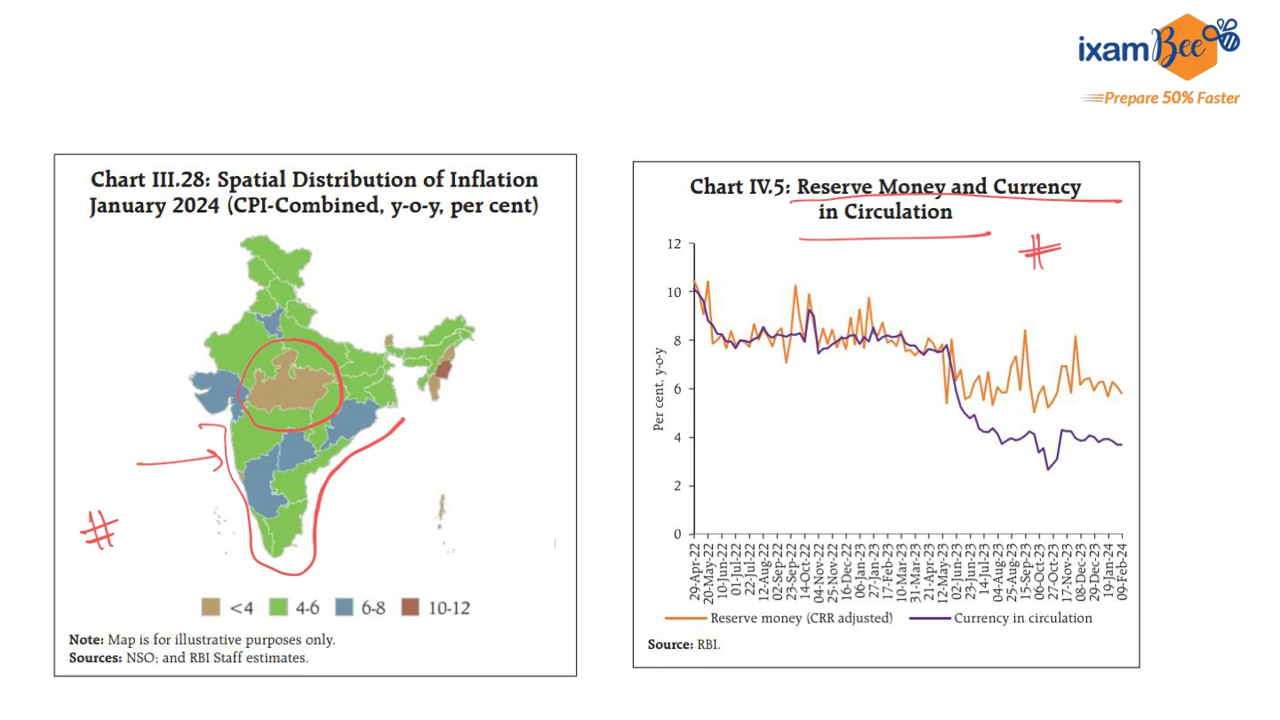 ixamBee
Prepare 50% Faster
Chart III.28: Spatial Distribution of Inflation
January 2024 (CPI-Combined, y-o-y, per cent)
#
<4
4-6
6-8
10-12
Note: Map is for illustrative purposes only.
Sources: NSO; and RBI Staff estimates.
Chart IV.5: Reserve Money and Currency
in Circulation
#
12
10
8
6
4
2
0
Per cent, y-o-y
29-Apr-22
20-May-22
10-Jun-22
01-Jul-22
22-Jul-22
12-Aug-22
02-Sep-22
23-Sep-22
14-Oct-22
04-Nov-22
25-Nov-22
16-Dec-22
06-Jan-23
27-Jan-23
17-Feb-23
10-Mar-23
31-Mar-23
21-Apr-23
12-May-23
02-Jun-23
23-Jun-23
14-Jul-23
04-Aug-23
25-Aug-23
15-Sep-23
06-Oct-23
27-Oct-23
17-Nov-23
08-Dec-23
29-Dec-23
19-Jan-24
09-Feb-24
Reserve money (CRR adjusted)
Currency in circulation
Source: RBI.